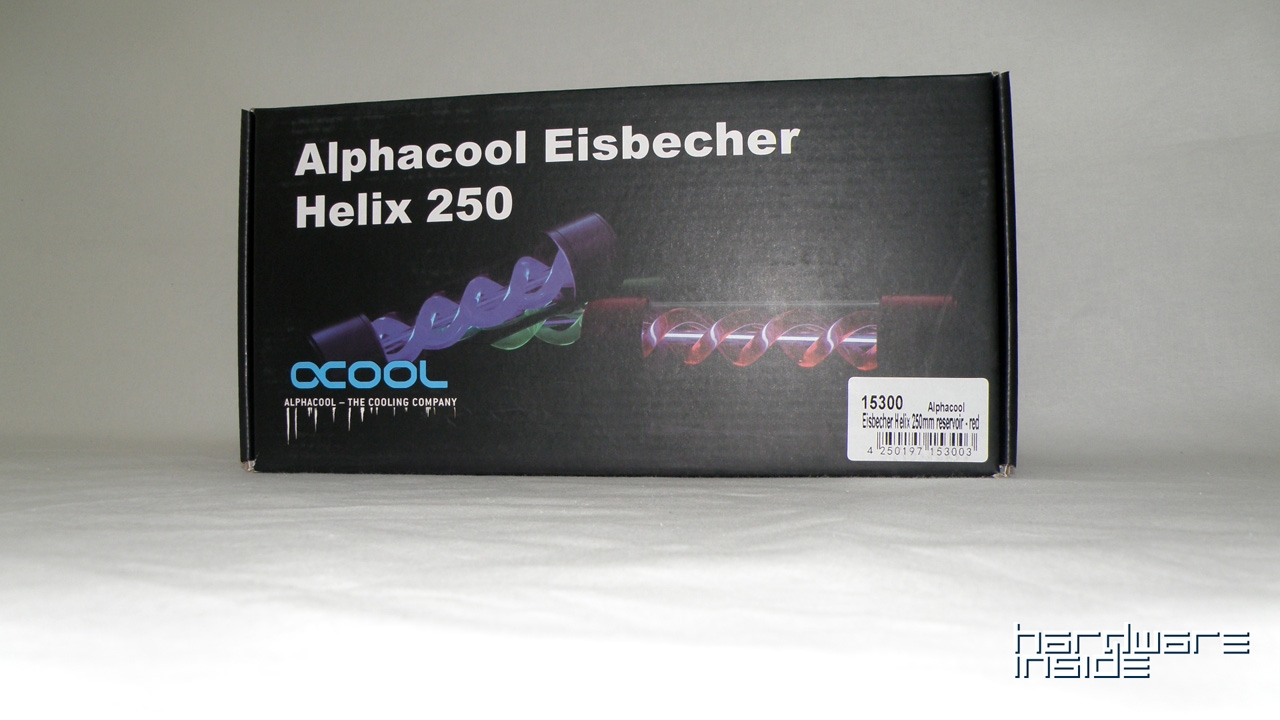 Alphacool Eisbecher
Helix 250
αCOOL
ALPHACOOL – THE COOLING COMPANY
15300 Alphacool
Eisbecher Helix 250mm reservoir - red
4 250197 153003
hardware
inside